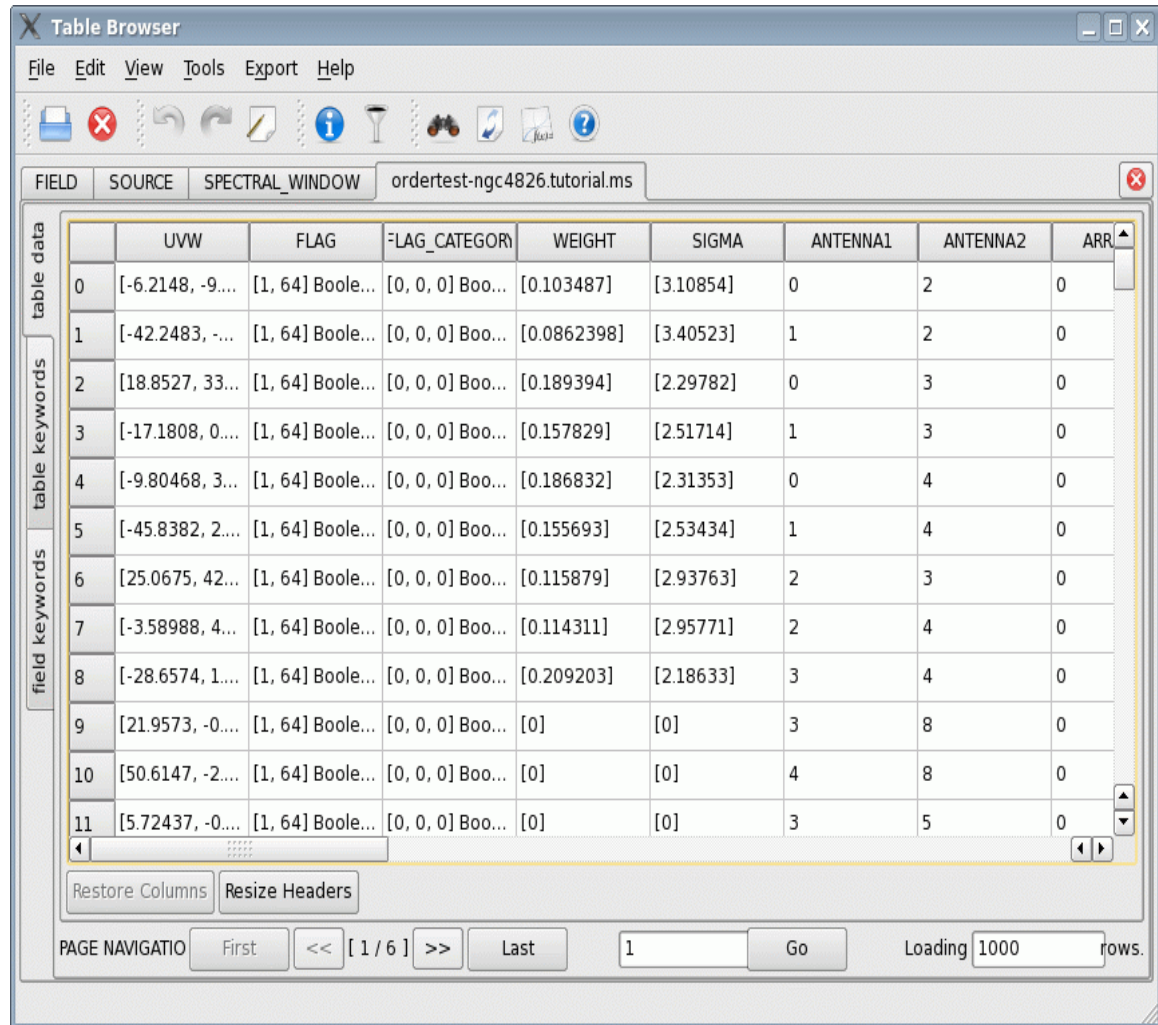 Table Browser
File Edit View Tools Export Help
f(x)=
FIELD SOURCE SPECTRAL_WINDOW ordertest-ngc4826.tutorial.ms
table data
table keywords
field keywords
UVW FLAG FLAG_CATEGORY WEIGHT SIGMA ANTENNA1 ANTENNA2 ARR
0 [-6.2148, -9.... [1, 64] Boole... [0, 0, 0] Boo... [0.103487] [3.10854] 0 2 0
1 [-42.2483, -... [1, 64] Boole... [0, 0, 0] Boo... [0.0862398] [3.40523] 1 2 0
2 [18.8527, 33... [1, 64] Boole... [0, 0, 0] Boo... [0.189394] [2.29782] 0 3 0
3 [-17.1808, 0.... [1, 64] Boole... [0, 0, 0] Boo... [0.157829] [2.51714] 1 3 0
4 [-9.80468, 3... [1, 64] Boole... [0, 0, 0] Boo... [0.186832] [2.31353] 0 4 0
5 [-45.8382, 2.... [1, 64] Boole... [0, 0, 0] Boo... [0.155693] [2.53434] 1 4 0
6 [25.0675, 42... [1, 64] Boole... [0, 0, 0] Boo... [0.115879] [2.93763] 2 3 0
7 [-3.58988, 4... [1, 64] Boole... [0, 0, 0] Boo... [0.114311] [2.95771] 2 4 0
8 [-28.6574, 1.... [1, 64] Boole... [0, 0, 0] Boo... [0.209203] [2.18633] 3 4 0
9 [21.9573, -0.... [1, 64] Boole... [0, 0, 0] Boo... [0] [0] 3 8 0
10 [50.6147, -2.... [1, 64] Boole... [0, 0, 0] Boo... [0] [0] 4 8 0
11 [5.72437, -0.... [1, 64] Boole... [0, 0, 0] Boo... [0] [0] 3 5 0
Restore Columns Resize Headers
PAGE NAVIGATIO First << [ 1 / 6 ] >> Last 1 Go Loading 1000 rows.